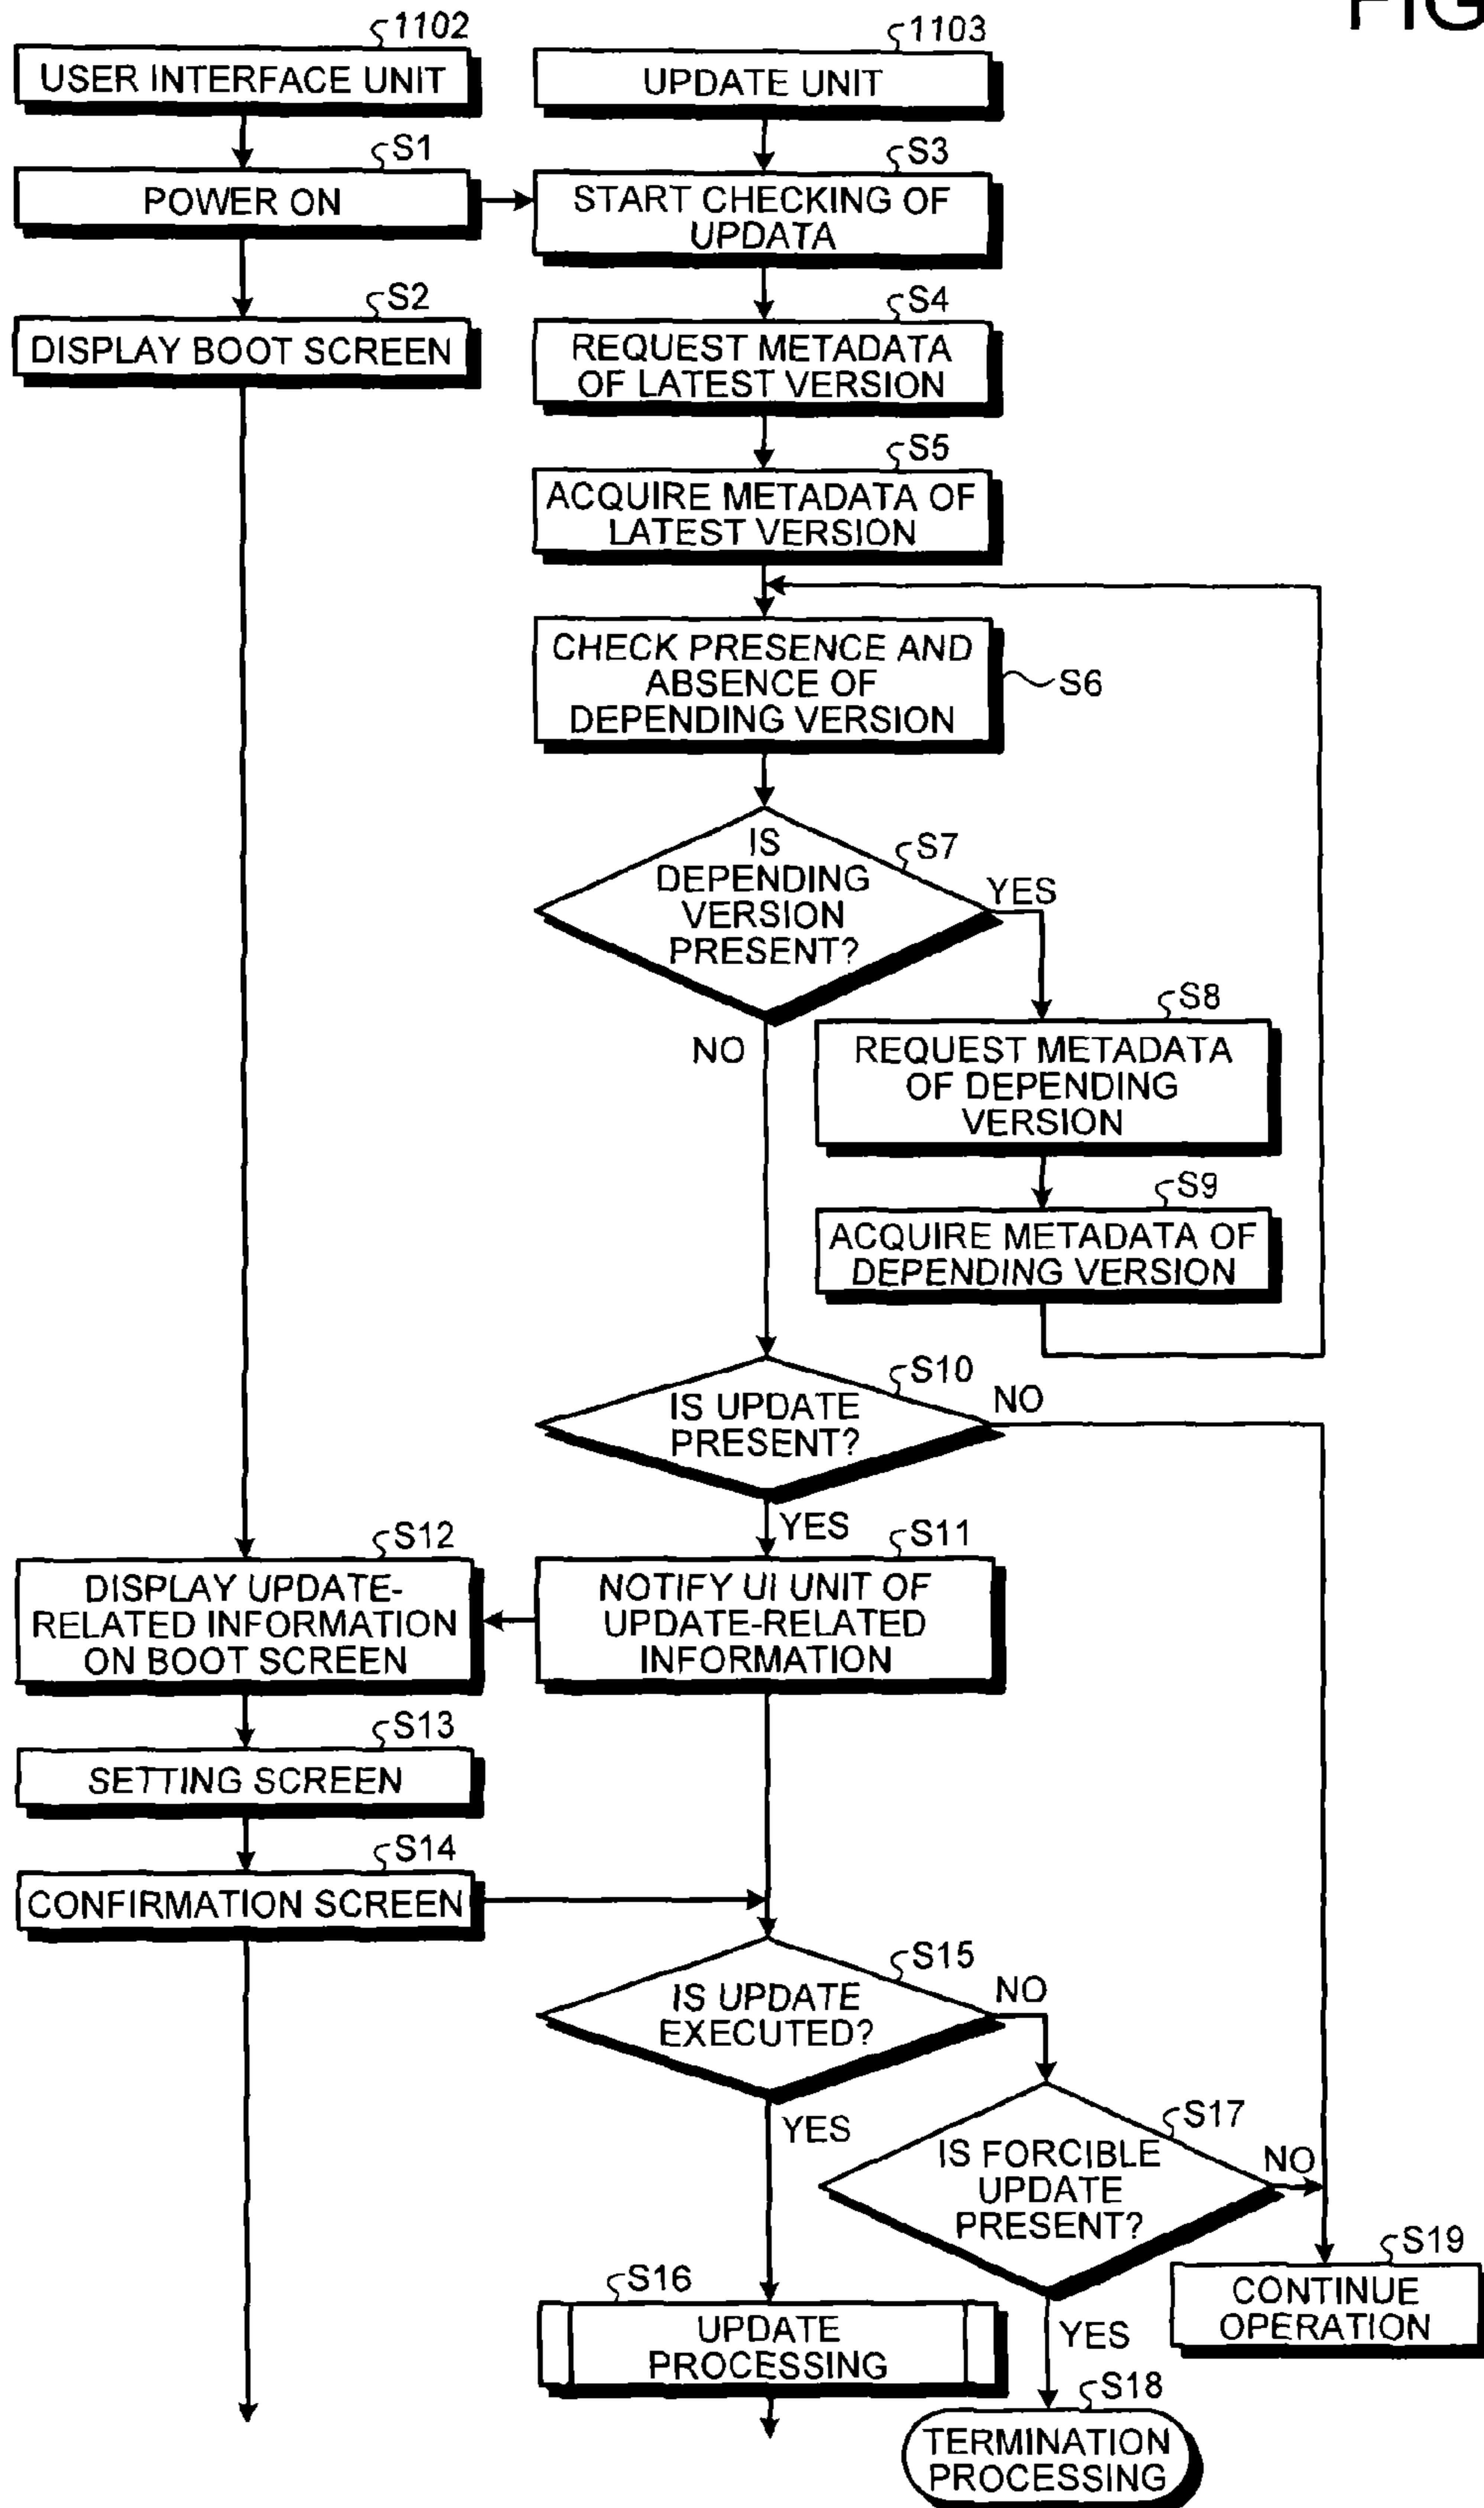 FIG
1102
USER INTERFACE UNIT
1103
UPDATE UNIT
S1
POWER ON
S3
START CHECKING OF
UPDATA
S2
DISPLAY BOOT SCREEN
S4
REQUEST METADATA
OF LATEST VERSION
S5
ACQUIRE METADATA OF
LATEST VERSION
CHECK PRESENCE AND
ABSENCE OF
DEPENDING VERSION
S6
S7
IS
DEPENDING
VERSION
PRESENT?
YES
NO
S8
REQUEST METADATA
OF DEPENDING
VERSION
S9
ACQUIRE METADATA OF
DEPENDING VERSION
S10
IS UPDATE
PRESENT?
NO
YES
S12
DISPLAY UPDATE-
RELATED INFORMATION
ON BOOT SCREEN
S11
NOTIFY UI UNIT OF
UPDATE-RELATED
INFORMATION
S13
SETTING SCREEN
S14
CONFIRMATION SCREEN
S15
IS UPDATE
EXECUTED?
NO
YES
S17
IS FORCIBLE
UPDATE
PRESENT?
NO
YES
S16
UPDATE
PROCESSING
S19
CONTINUE
OPERATION
S18
TERMINATION
PROCESSING